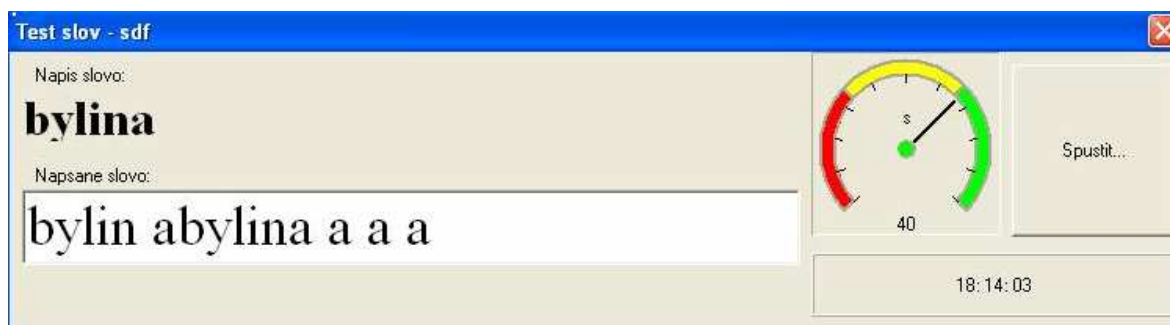 Test slov - sdf
Napis slovo:
bylina
Napsane slovo:
bylin abylina a a a
s
40
Spustit...
18:14:03